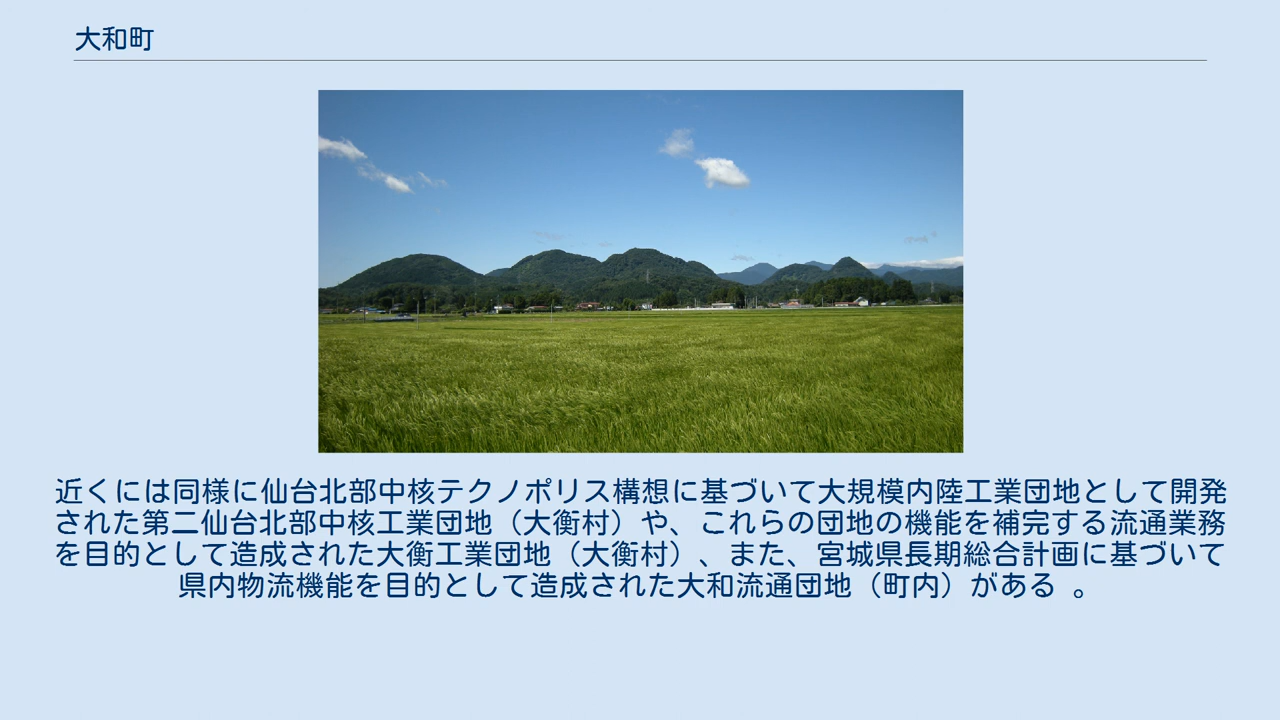 大和町
近くには同様に仙台北部中核テクノポリス構想に基づいて大規模内陸工業団地として開発
された第二仙台北部中核工業団地（大衡村）や、これらの団地の機能を補完する流通業務
を目的として造成された大衡工業団地（大衡村）、また、宮城県長期総合計画に基づいて
県内物流機能を目的として造成された大和流通団地（町内）がある 。